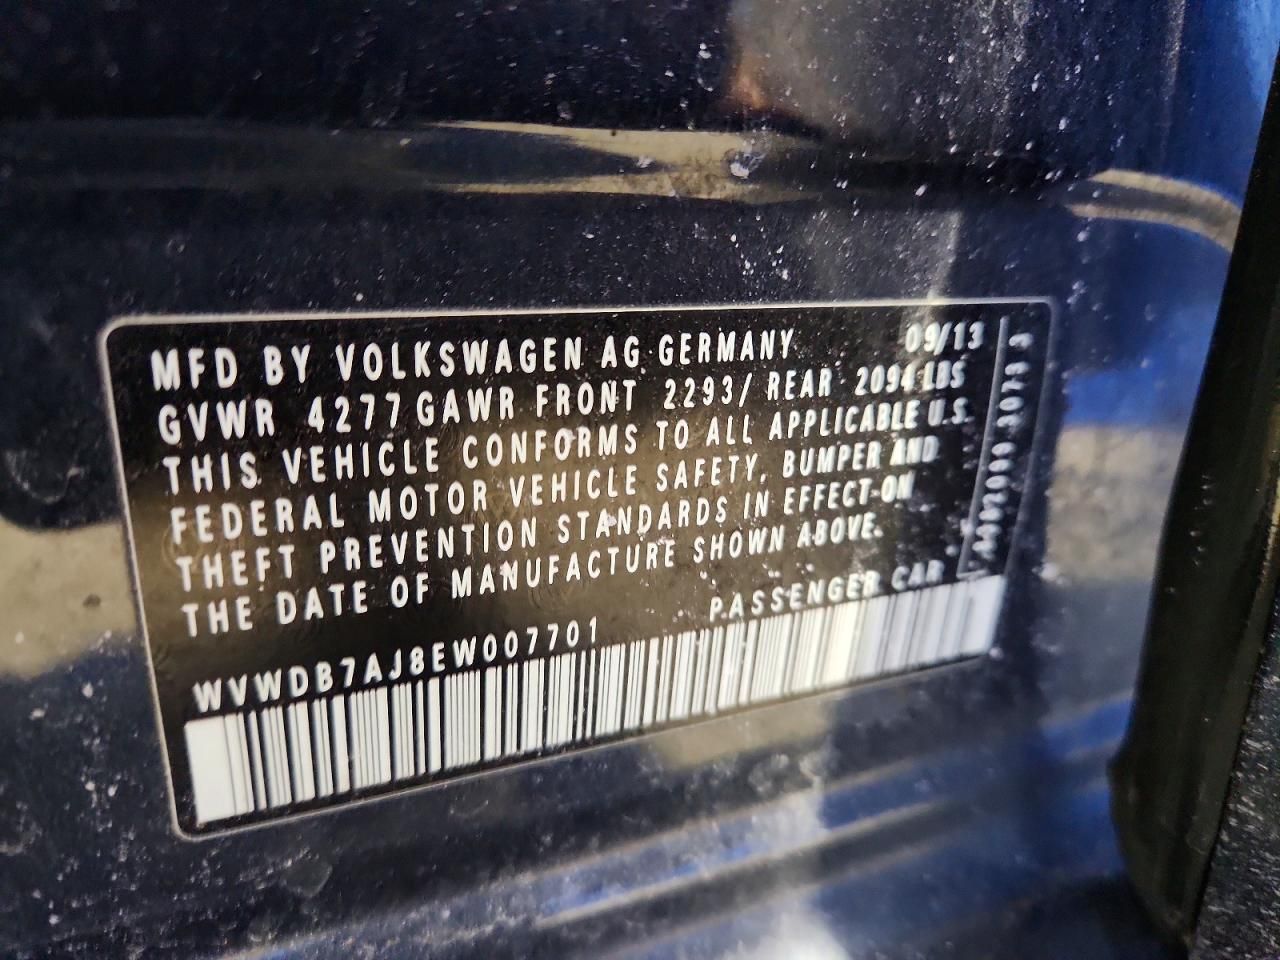 MFD BY VOLKSWAGEN AG GERMANY 09/13
GVWR 4277 GAWR FRONT 2293/ REAR 2094 LBS
THIS VEHICLE CONFORMS TO ALL APPLICABLE U.S.
FEDERAL MOTOR VEHICLE SAFETY, BUMPER AND
THEFT PREVENTION STANDARDS IN EFFECT ON
THE DATE OF MANUFACTURE SHOWN ABOVE.
PASSENGER CAR
WVWDB7AJ8EW007701